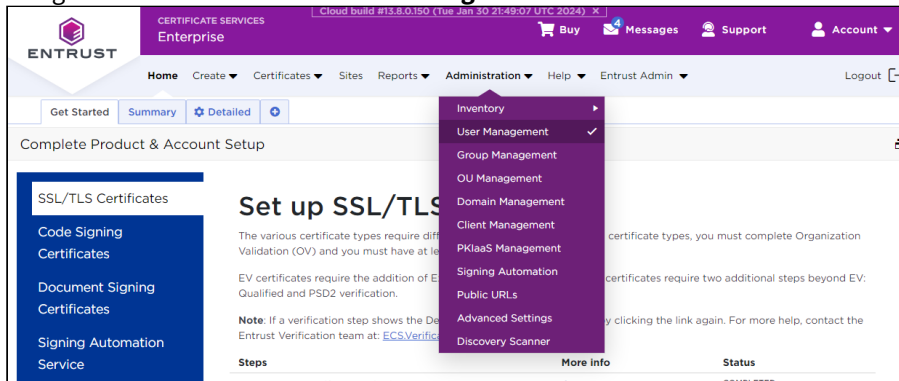 Cloud build #13.8.0.150 (Tue Jan 30 21:49:07 UTC 2024) ×
ENTRUST
CERTIFICATE SERVICES
Enterprise
Buy
4 Messages
Support
Account
Home Create Certificates Sites Reports Administration Help Entrust Admin Logout
Get Started Summary Detailed
Complete Product & Account Setup
Inventory
User Management
Group Management
OU Management
Domain Management
Client Management
PKIaaS Management
Signing Automation
Public URLs
Advanced Settings
Discovery Scanner
SSL/TLS Certificates
Code Signing
Certificates
Document Signing
Certificates
Signing Automation
Service
Set up SSL/TLS
The various certificate types require certificate types, you must complete Organization
Validation (OV) and you must have at
EV certificates require the addition of certificates require two additional steps beyond EV:
Qualified and PSD2 verification.
Note: If a verification step shows the by clicking the link again. For more help, contact the
Entrust Verification team at:
Steps More info Status